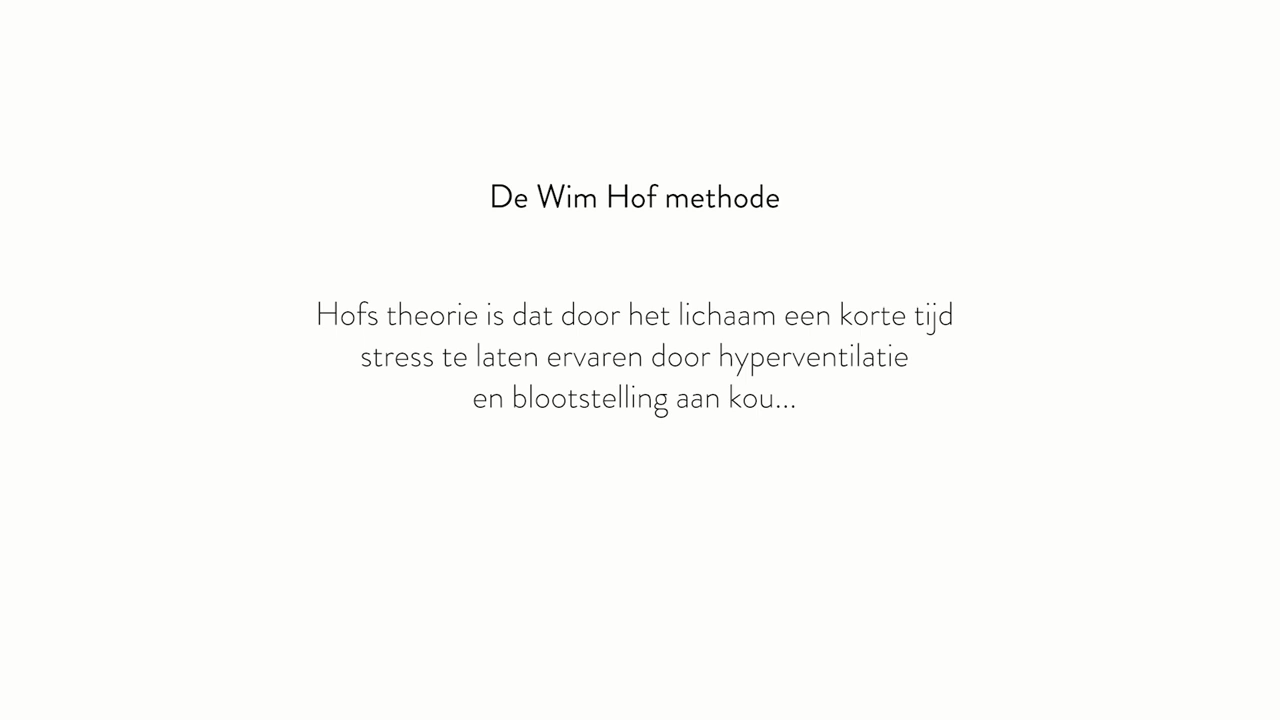 De Wim Hof methode
Hofs theorie is dat door het lichaam een korte tijd
stress te laten ervaren door hyperventilatie
en blootstelling aan kou...